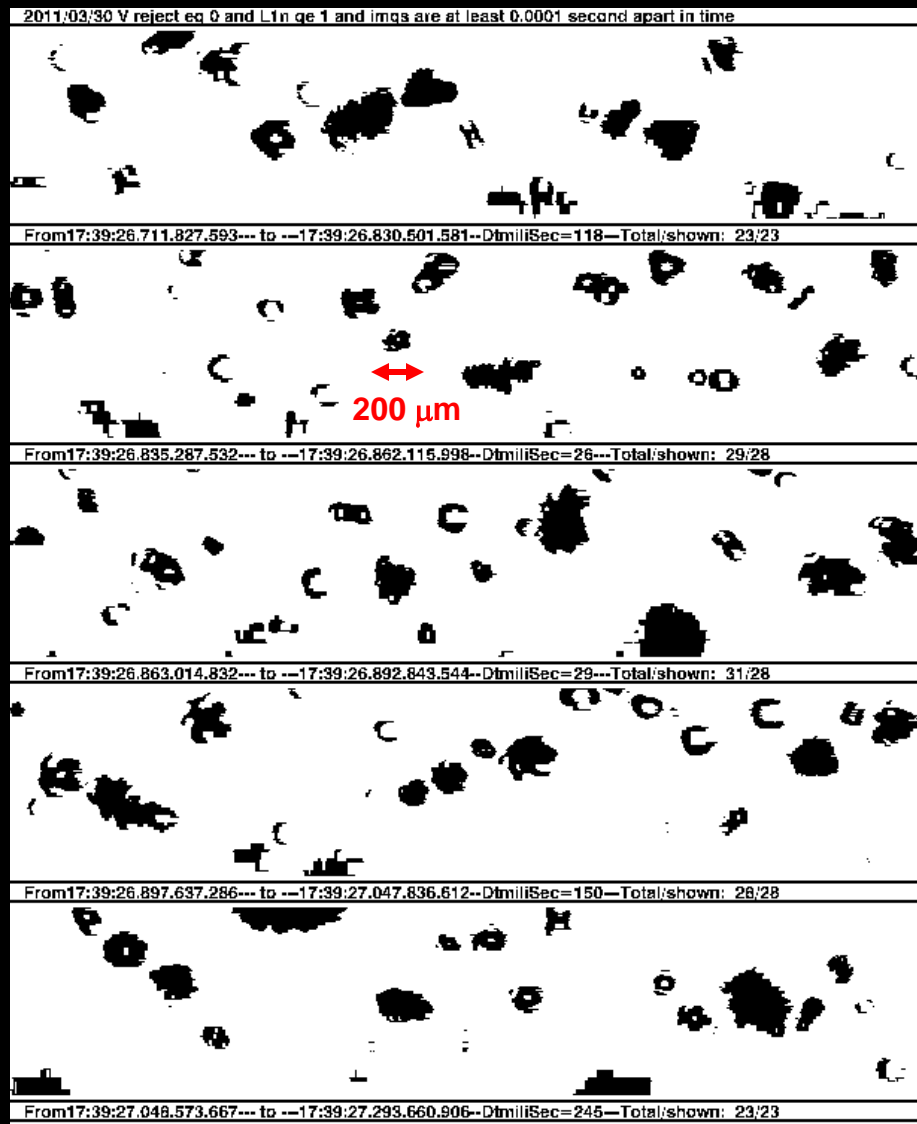 2011/03/30 V reject eq 0 and L1n ge 1 and imgs are at least 0.0001 second apart in time
From17:39:26.711.827.593--- to ---17:39:26.830.501.581--DtmiliSec=118---Total/shown: 23/23
200 μm
From17:39:26.835.287.532--- to ---17:39:26.862.115.998--DtmiliSec=26---Total/shown: 29/28
From17:39:26.863.014.832--- to ---17:39:26.892.843.544--DtmiliSec=29---Total/shown: 31/28
From17:39:26.897.637.286--- to ---17:39:27.047.836.612--DtmiliSec=150---Total/shown: 26/28
From17:39:27.048.573.667--- to ---17:39:27.293.660.906--DtmiliSec=245---Total/shown: 23/23